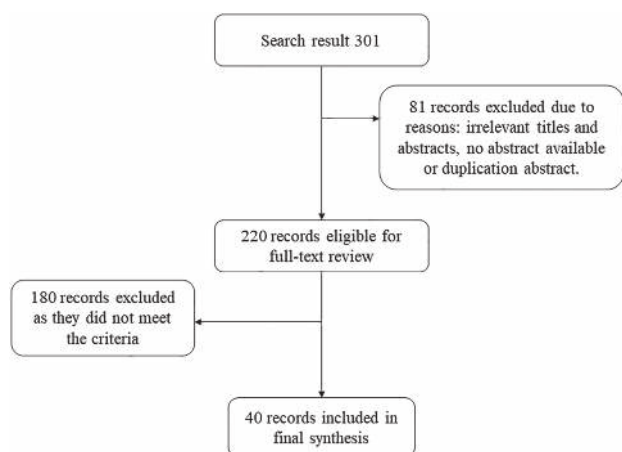 Search result 301
81 records excluded due to
reasons: irrelevant titles and
abstracts, no abstract available
or duplication abstract.
220 records eligible for
full-text review
180 records excluded
as they did not meet
the criteria
40 records included in
final synthesis